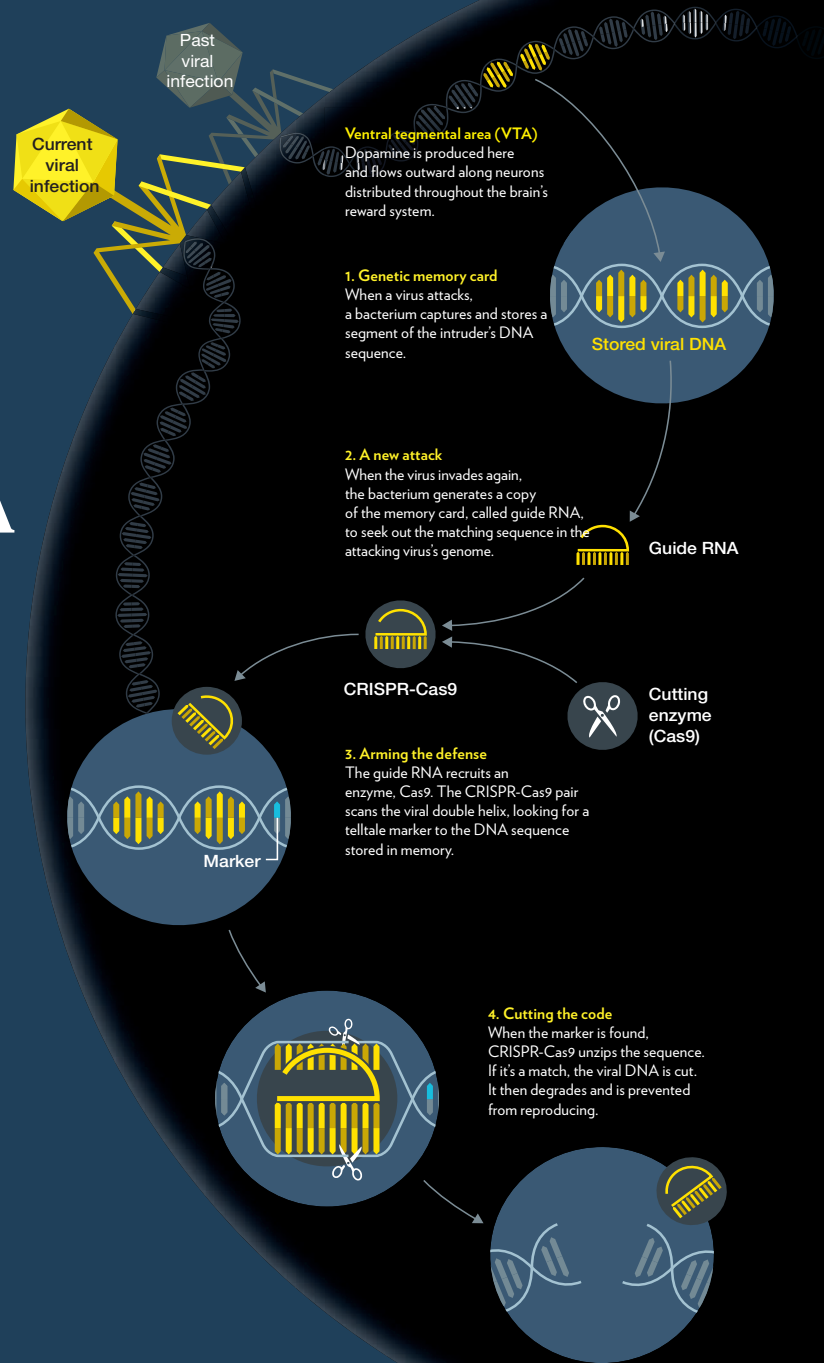 Past
viral
infection
Current
viral
infection
Ventral tegmental area (VTA)
Dopamine is produced here
and flows outward along neurons
distributed throughout the brain's
reward system.
1. Genetic memory card
When a virus attacks,
a bacterium captures and stores a
segment of the intruder's DNA
sequence.
Stored viral DNA
2. A new attack
When the virus invades again,
the bacterium generates a copy
of the memory card, called guide RNA,
to seek out the matching sequence in the
attacking virus's genome.
Guide RNA
A
CRISPR-Cas9
Cutting
enzyme
(Cas9)
3. Arming the defense
The guide RNA recruits an
enzyme, Cas9. The CRISPR-Cas9 pair
scans the viral double helix, looking for a
telltale marker to the DNA sequence
stored in memory.
Marker
4. Cutting the code
When the marker is found,
CRISPR-Cas9 unzips the sequence.
If it's a match, the viral DNA is cut.
It then degrades and is prevented
from reproducing.